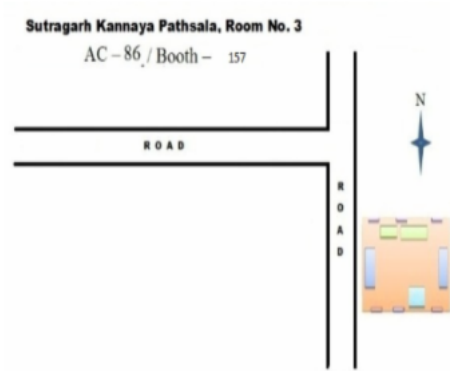 Sutragarh Kannaya Pathsala, Room No. 3
AC – 86 / Booth – 157
N
ROAD
ROAD